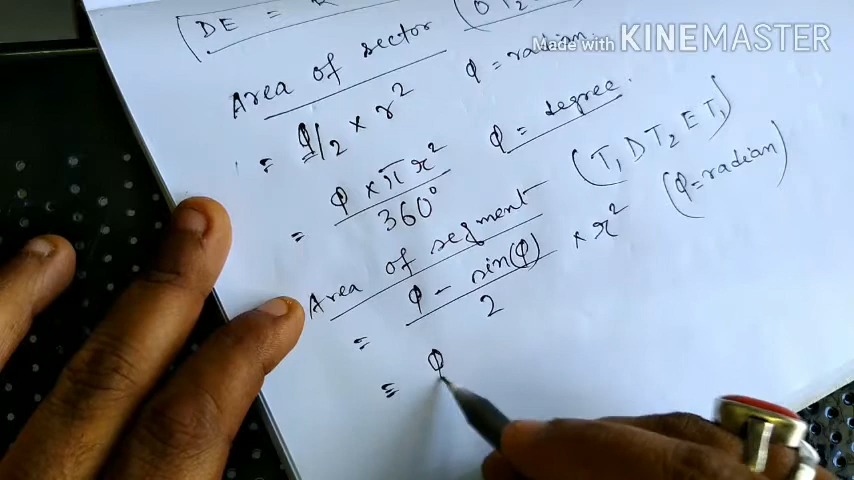 DE =
Made with KINEMASTER
Area of sector
φ = radian
= φ/2 × r²
φ = degree.
= φ × π r² / 360°
Area of segment (T₁ D T₂ E T₁)
= φ - sin(φ) / 2 × r² (φ = radian)
= φ